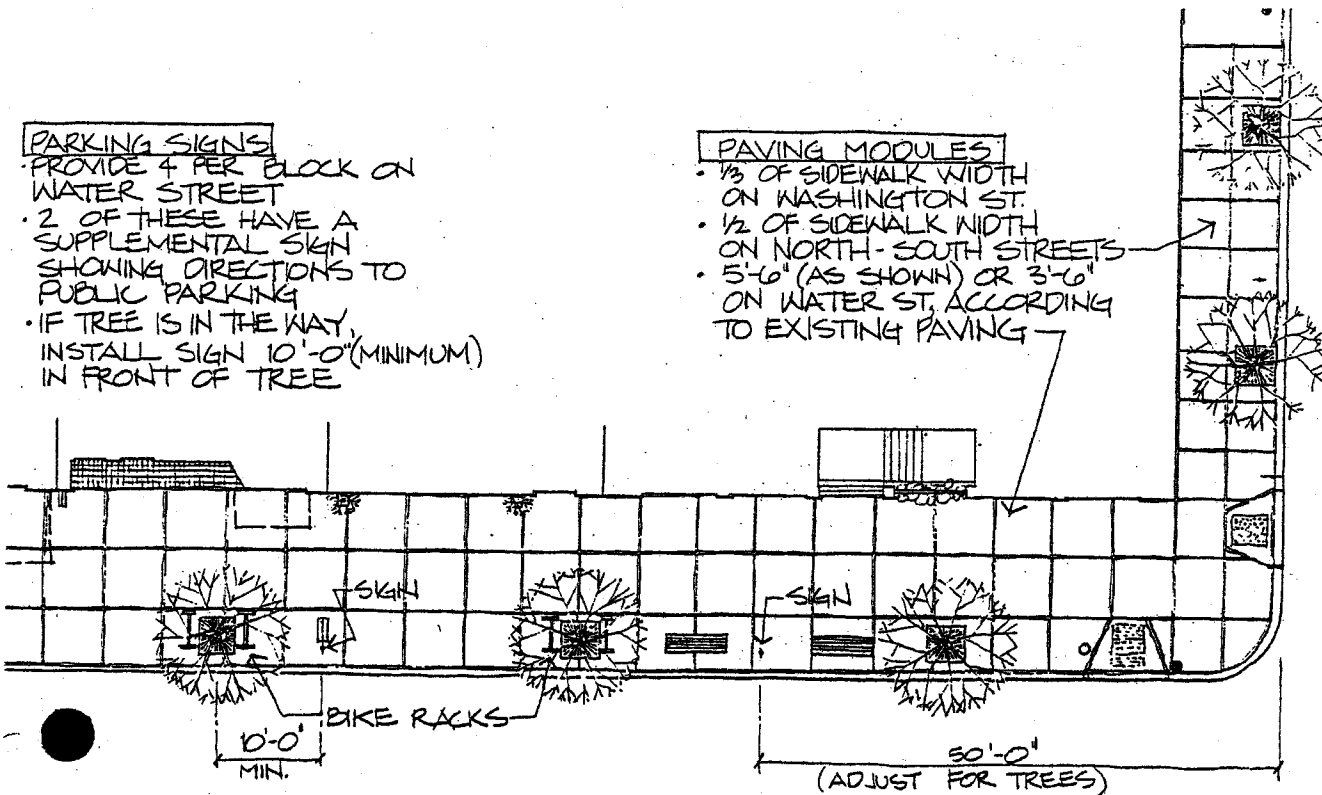 PARKING SIGNS
· PROVIDE 4 PER BLOCK ON
WATER STREET
· 2 OF THESE HAVE A
SUPPLEMENTAL SIGN
SHOWING DIRECTIONS TO
PUBLIC PARKING
· IF TREE IS IN THE WAY,
INSTALL SIGN 10'-0" (MINIMUM)
IN FRONT OF TREE
PAVING MODULES
· 1/3 OF SIDEWALK WIDTH
ON WASHINGTON ST.
· 1/2 OF SIDEWALK WIDTH
ON NORTH-SOUTH STREETS
· 5'-6" (AS SHOWN) OR 3'-6"
ON WATER ST, ACCORDING
TO EXISTING PAVING
SIGN
SIGN
BIKE RACKS
10'-0"
MIN.
50'-0"
(ADJUST FOR TREES)